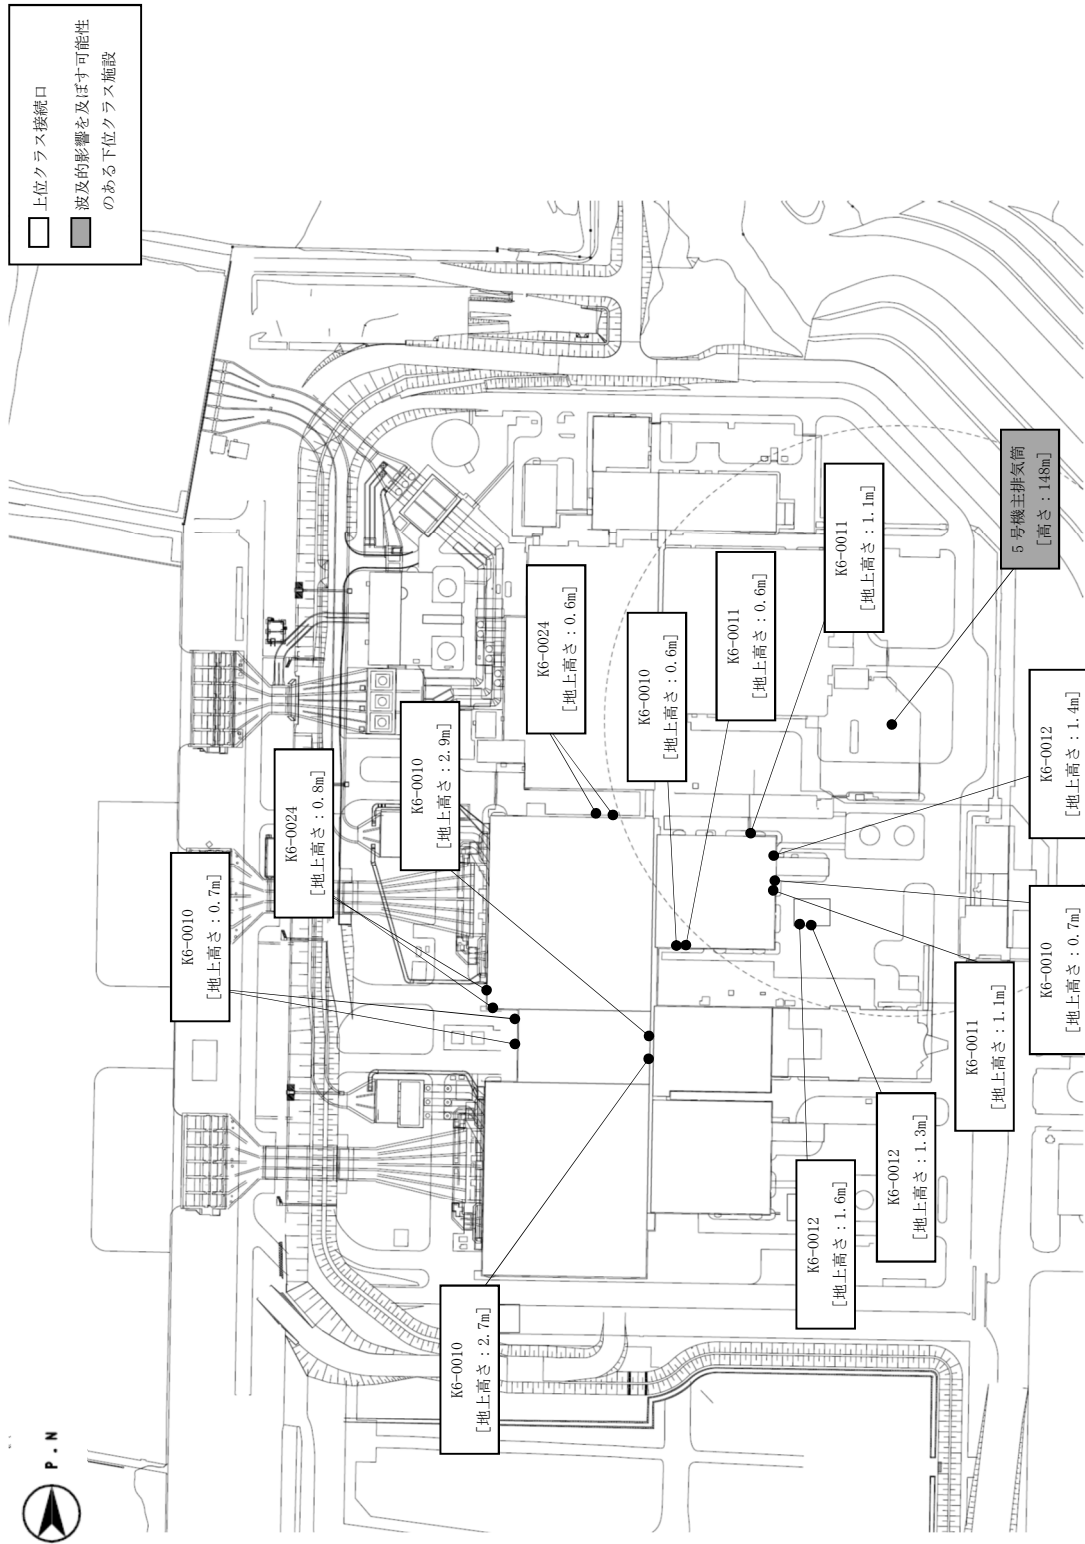 上位クラス接続口
波及的影響を及ぼす可能性
のある下位クラス施設
5 号機主排気筒
[高さ：148m]
K6-0011
[地上高さ：1.1m]
K6-0011
[地上高さ：0.6m]
K6-0024
[地上高さ：0.6m]
K6-0010
[地上高さ：0.6m]
K6-0012
[地上高さ：1.4m]
K6-0010
[地上高さ：2.9m]
K6-0024
[地上高さ：0.8m]
K6-0010
[地上高さ：0.7m]
K6-0010
[地上高さ：0.7m]
K6-0011
[地上高さ：1.1m]
K6-0012
[地上高さ：1.3m]
K6-0012
[地上高さ：1.6m]
K6-0010
[地上高さ：2.7m]
P.N